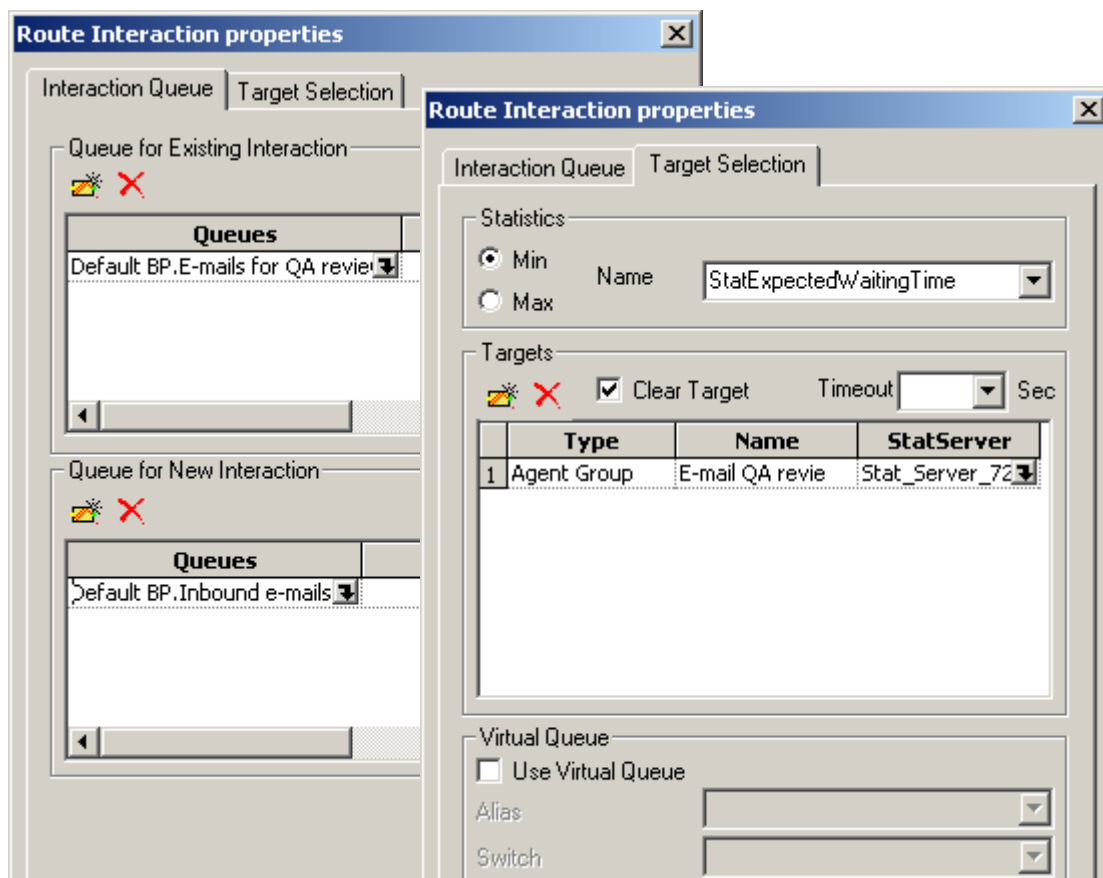 Route Interaction properties
Interaction Queue
Target Selection
Queue for Existing Interaction
Queues
Default BP.E-mails for QA revie
Queue for New Interaction
Queues
Default BP.Inbound e-mails
Route Interaction properties
Interaction Queue
Target Selection
Statistics
Min
Max
Name
StatExpectedWaitingTime
Targets
Clear Target
Timeout
Sec
Type Name StatServer
1 Agent Group E-mail QA revie Stat_Server_72
Virtual Queue
Use Virtual Queue
Alias
Switch